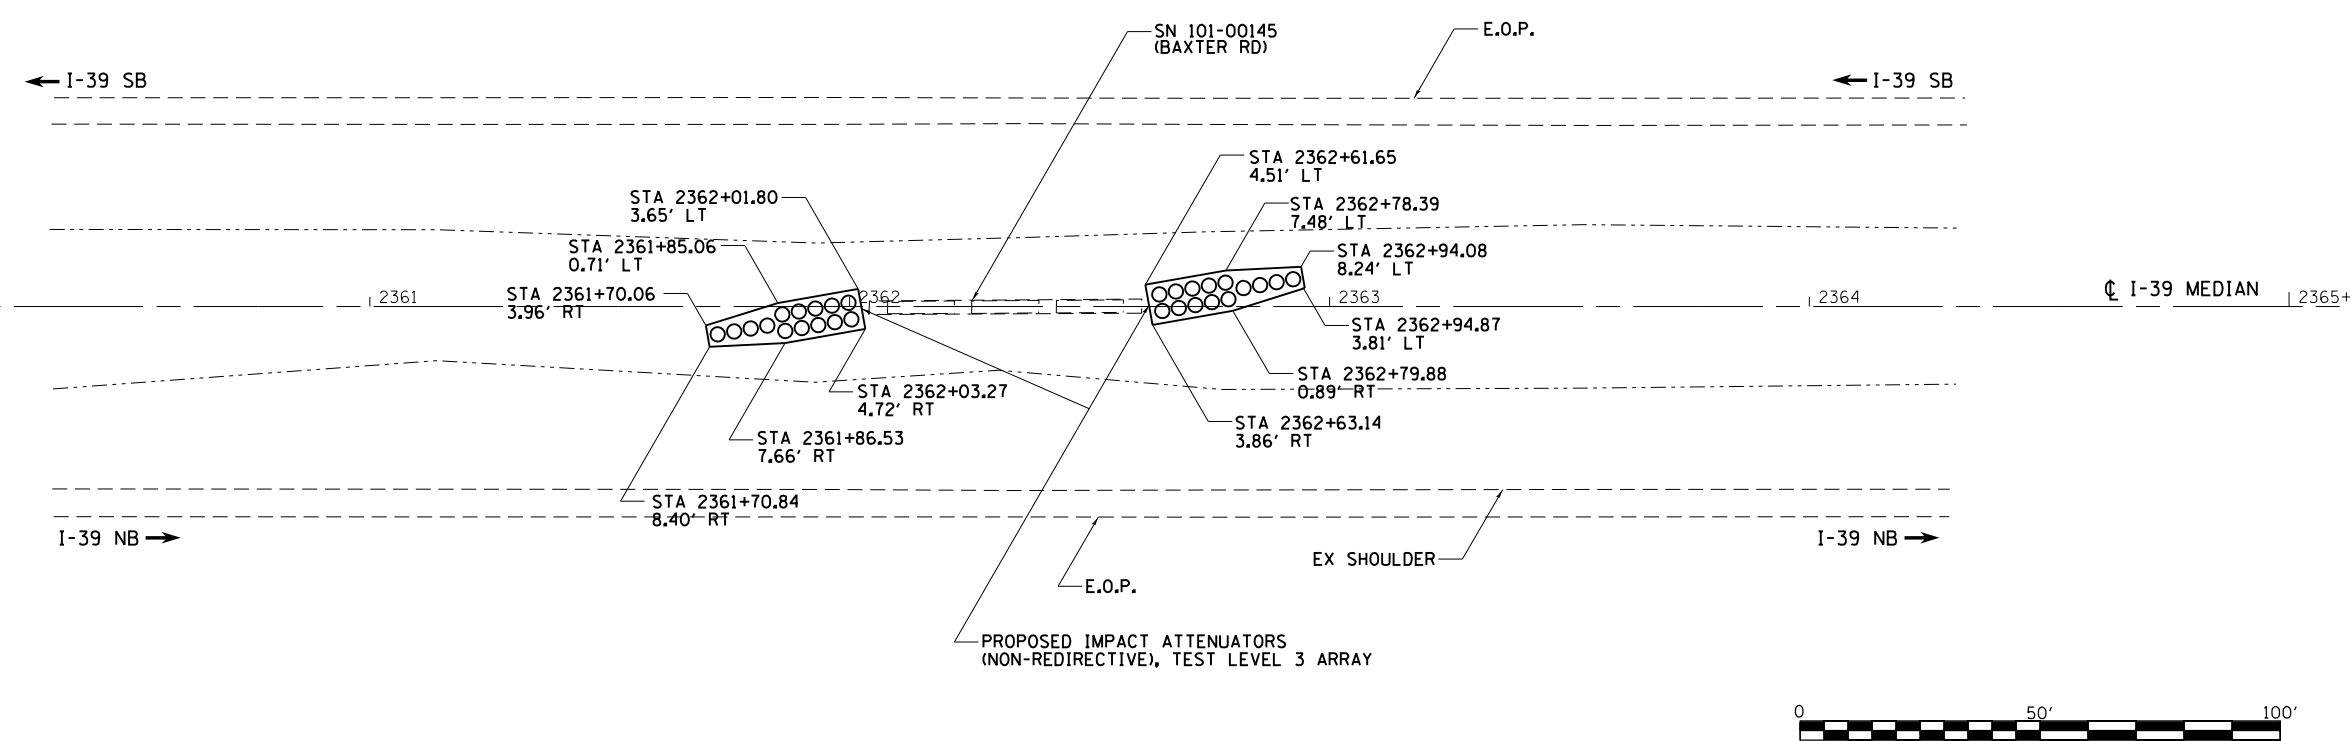 SN 101-00145
(BAXTER RD)
E.O.P.
I-39 SB
I-39 SB
STA 2362+61.65
4.51' LT
STA 2362+01.80
3.65' LT
STA 2362+78.39
7.48' LT
STA 2361+85.06
0.71' LT
STA 2362+94.08
8.24' LT
STA 2361+70.06
3.96' RT
2361
2362
2363
2364
℄ I-39 MEDIAN
2365+
STA 2362+94.87
3.81' LT
STA 2362+79.88
0.89' RT
STA 2362+03.27
4.72' RT
STA 2362+63.14
3.86' RT
STA 2361+86.53
7.66' RT
STA 2361+70.84
8.40' RT
I-39 NB
I-39 NB
EX SHOULDER
E.O.P.
PROPOSED IMPACT ATTENUATORS
(NON-REDIRECTIVE), TEST LEVEL 3 ARRAY
0 50' 100'